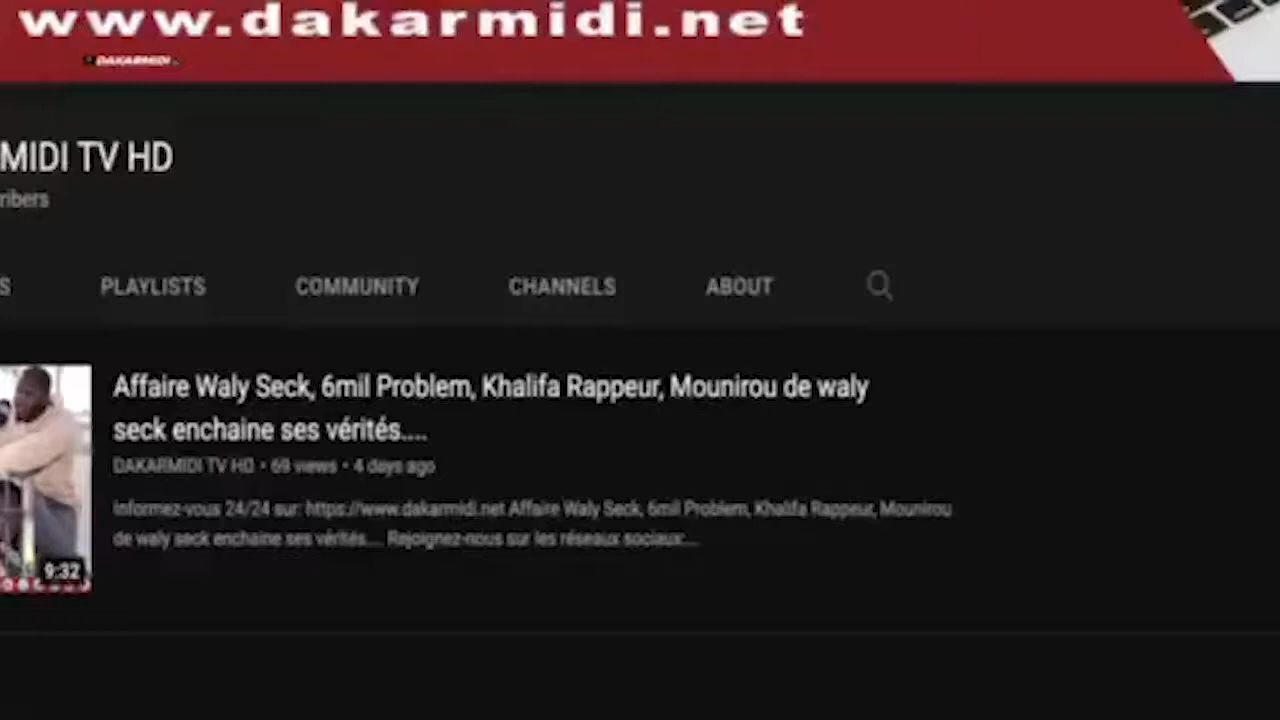 www.dakarmidi.net
DAKARMIDI
MIDI TV HD
ribers
S PLAYLISTS COMMUNITY CHANNELS ABOUT
Affaire Waly Seck, 6mil Problem, Khalifa Rappeur, Mounirou de waly
seck enchaine ses vérités....
DAKARMIDI TV HD • 69 views • 4 days ago
Informez-vous 24/24 sur: https://www.dakarmidi.net Affaire Waly Seck, 6mil Problem, Khalifa Rappeur, Mounirou
de waly seck enchaine ses vérités.... Rejoignez-nous sur les réseaux sociaux:...
9:32